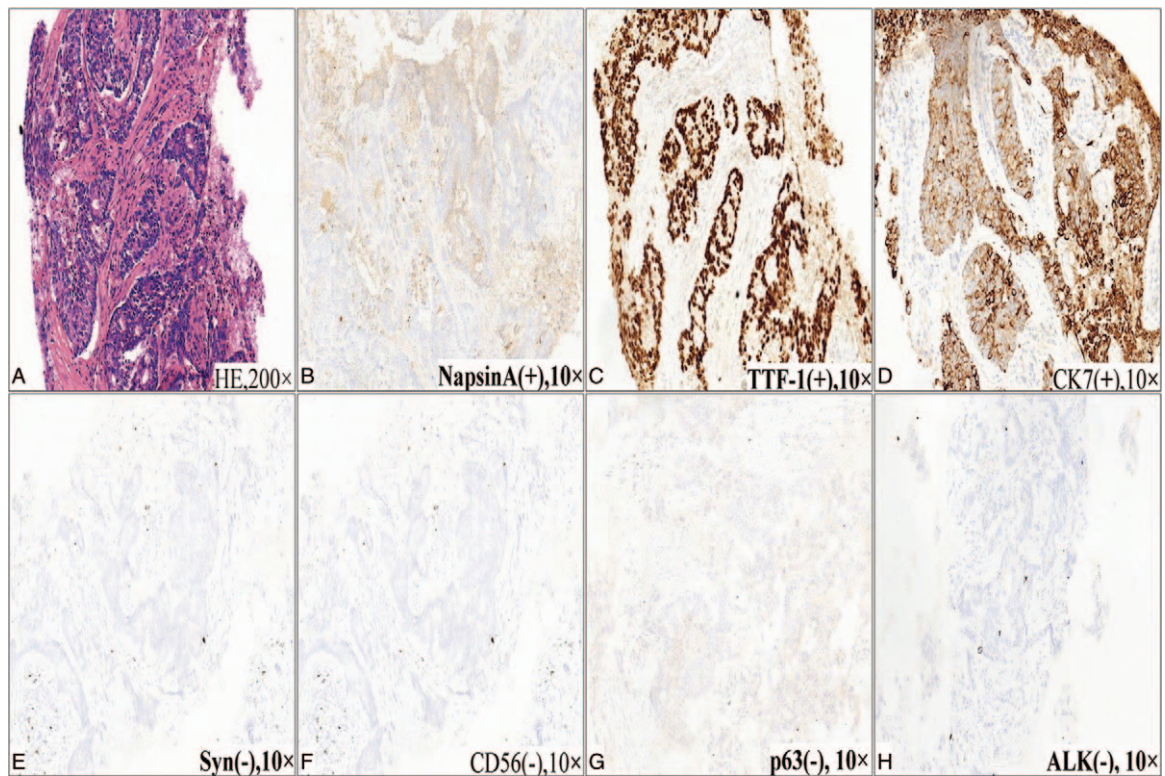 A HE,200×
B NapsinA(+),10×
C TTF-1(+),10×
D CK7(+),10×
E Syn(-),10×
F CD56(-),10×
G p63(-), 10×
H ALK(-), 10×